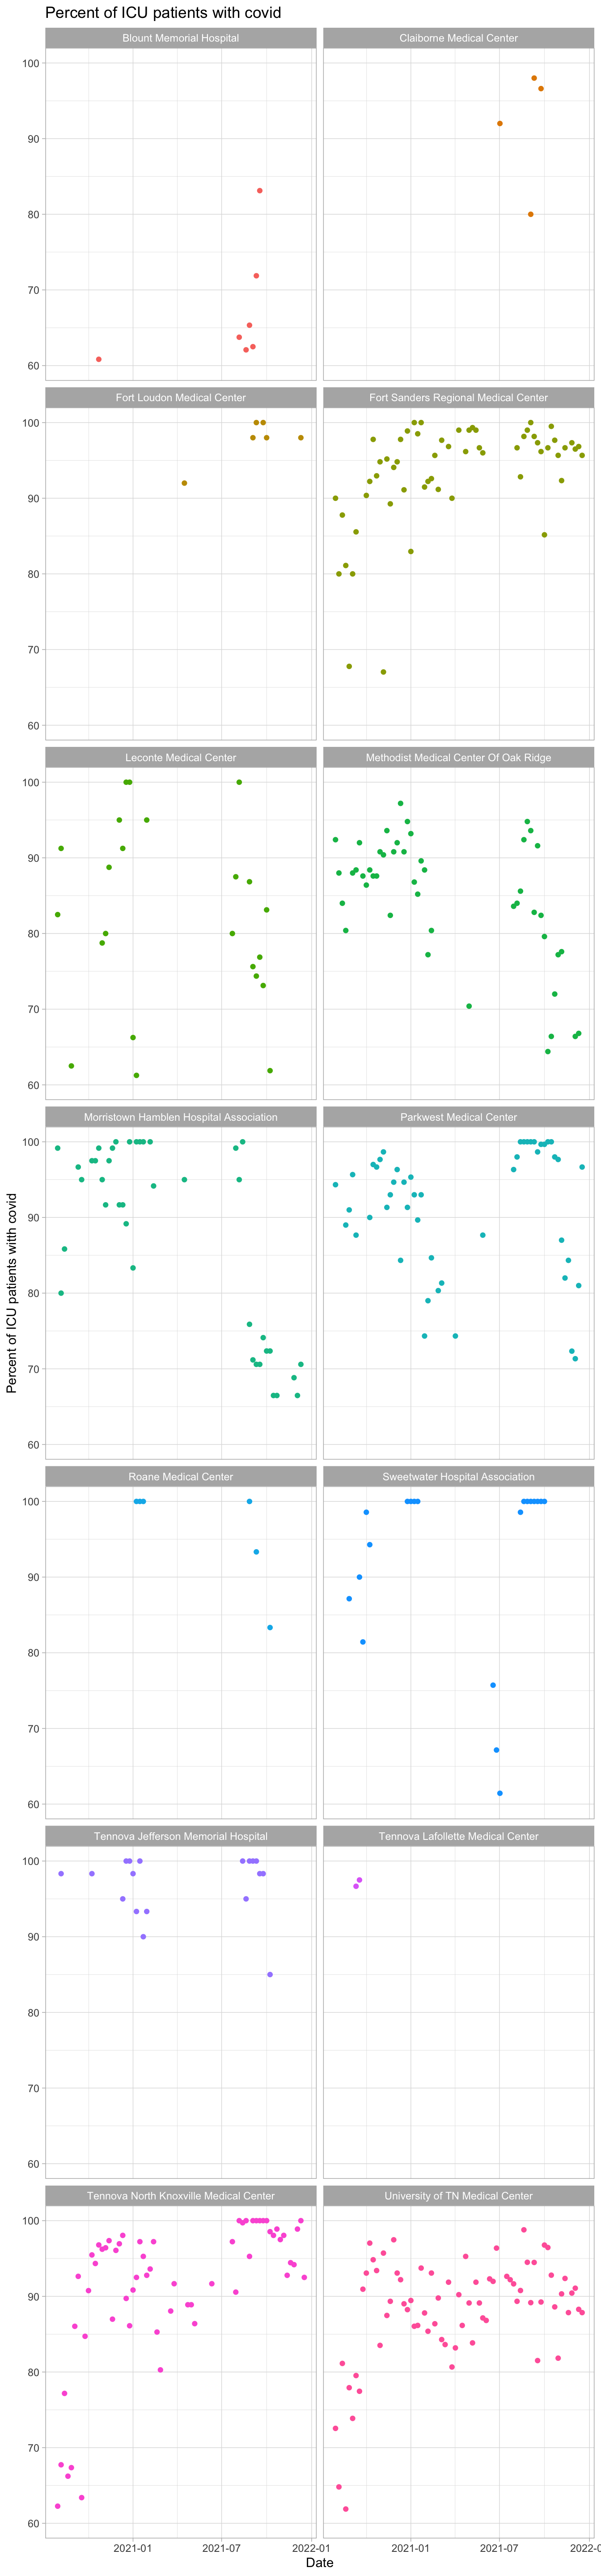 Percent of ICU patients with covid
Blount Memorial Hospital
Claiborne Medical Center
100
90
80
70
60
Fort Loudon Medical Center
Fort Sanders Regional Medical Center
100
90
80
70
60
Leconte Medical Center
Methodist Medical Center Of Oak Ridge
100
90
80
70
60
Morristown Hamblen Hospital Association
Parkwest Medical Center
100
90
80
70
60
Percent of ICU patients witth covid
Roane Medical Center
Sweetwater Hospital Association
100
90
80
70
60
Tennova Jefferson Memorial Hospital
Tennova Lafollette Medical Center
100
90
80
70
60
Tennova North Knoxville Medical Center
University of TN Medical Center
100
90
80
70
60
2021-01 2021-07 2022-01 2021-01 2021-07 2022-0
Date